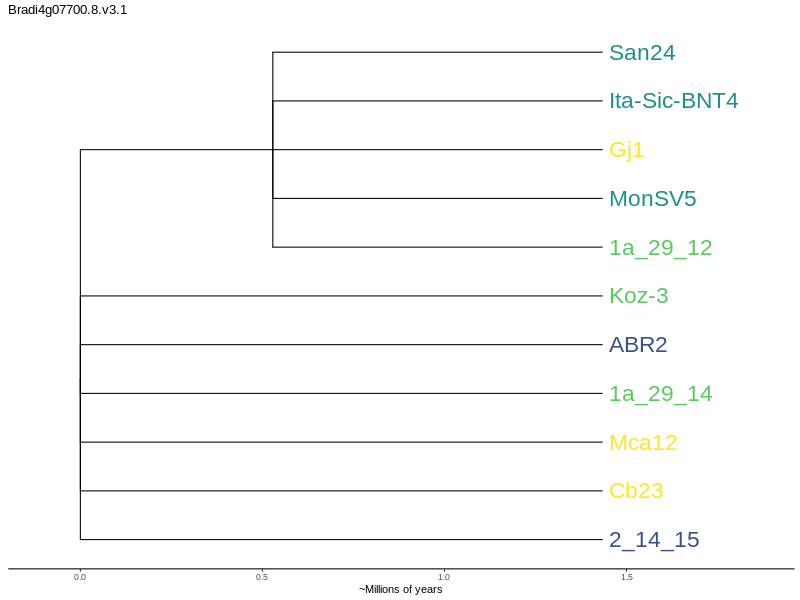 Bradi4g07700.8.v3.1
San24
Ita-Sic-BNT4
Gj1
MonSV5
1a_29_12
Koz-3
ABR2
1a_29_14
Mca12
Cb23
2_14_15
0.0 0.5 1.0 1.5
~Millions of years